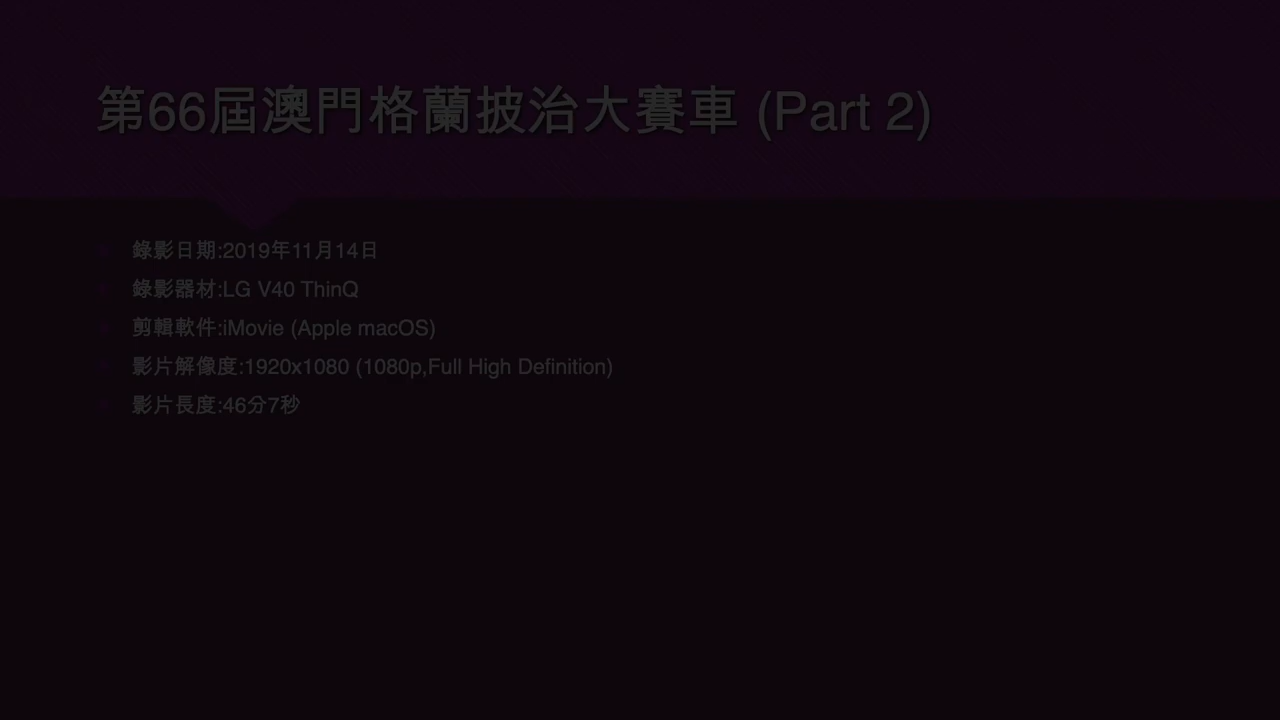 第66屆澳門格蘭披治大賽車 (Part 2)
錄影日期:2019年11月14日
錄影器材:LG V40 ThinQ
剪輯軟件:iMovie (Apple macOS)
影片解像度:1920x1080 (1080p,Full High Definition)
影片長度:46分7秒